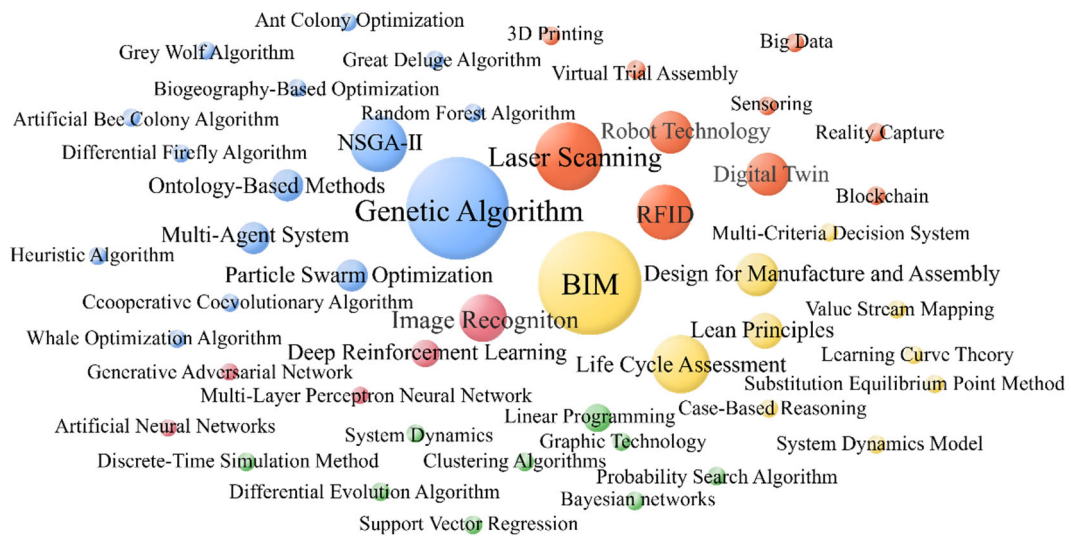 Ant Colony Optimization
3D Printing
Big Data
Grey Wolf Algorithm
Great Deluge Algorithm
Virtual Trial Assembly
Biogeography-Based Optimization
Sensoring
Random Forest Algorithm
Artificial Bee Colony Algorithm
Robot Technology
Reality Capture
NSGA-II
Differential Firefly Algorithm
Laser Scanning
Digital Twin
Ontology-Based Methods
Blockchain
Genetic Algorithm
RFID
Multi-Agent System
Multi-Criteria Decision System
Heuristic Algorithm
Particle Swarm Optimization
BIM
Design for Manufacture and Assembly
Ccooperative Cocvolutionary Algorithm
Value Stream Mapping
Image Recogniton
Lean Principles
Whale Optimization Algorithm
Deep Reinforcement Learning
Learning Curve Theory
Life Cycle Assessment
Generative Adversarial Network
Substitution Equilibrium Point Method
Multi-Layer Perceptron Neural Network
Case-Based Reasoning
Linear Programming
Artificial Neural Networks
System Dynamics
Graphic Technology
System Dynamics Model
Discrete-Time Simulation Method
Clustering Algorithms
Probability Search Algorithm
Differential Evolution Algorithm
Bayesian networks
Support Vector Regression